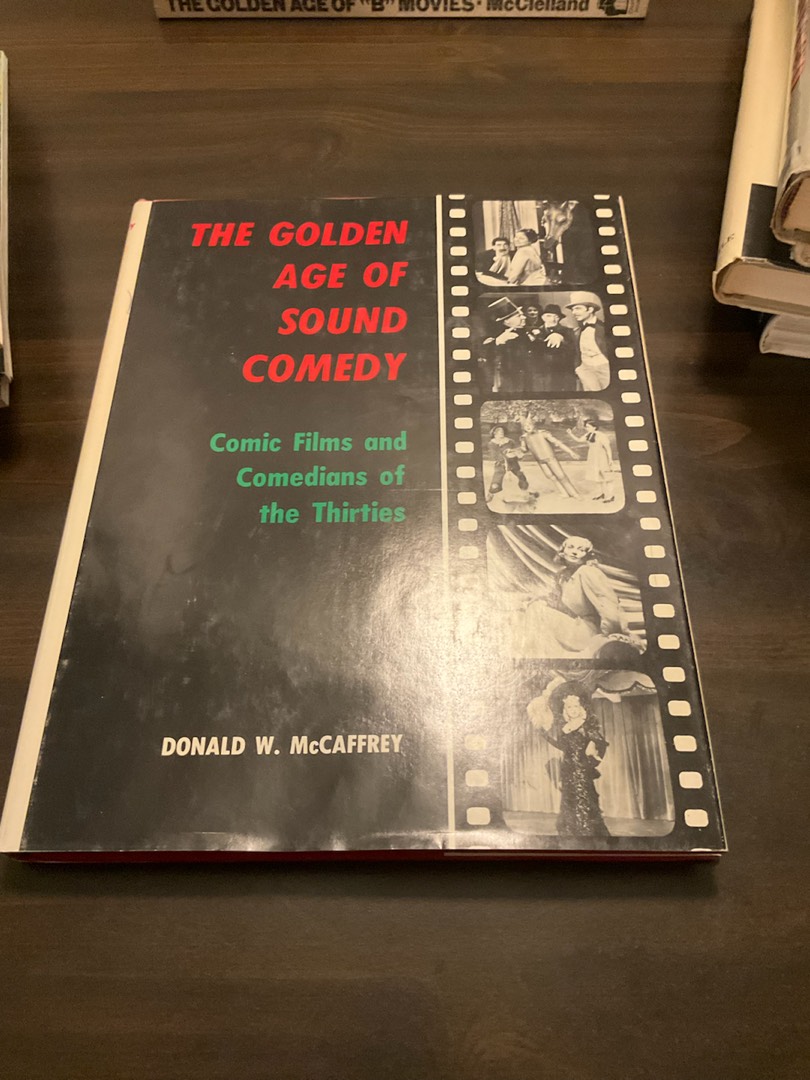 THE GOLDEN AGE OF "B" MOVIES · McClelland
THE GOLDEN
AGE OF
SOUND
COMEDY
Comic Films and
Comedians of
the Thirties
DONALD W. McCAFFREY